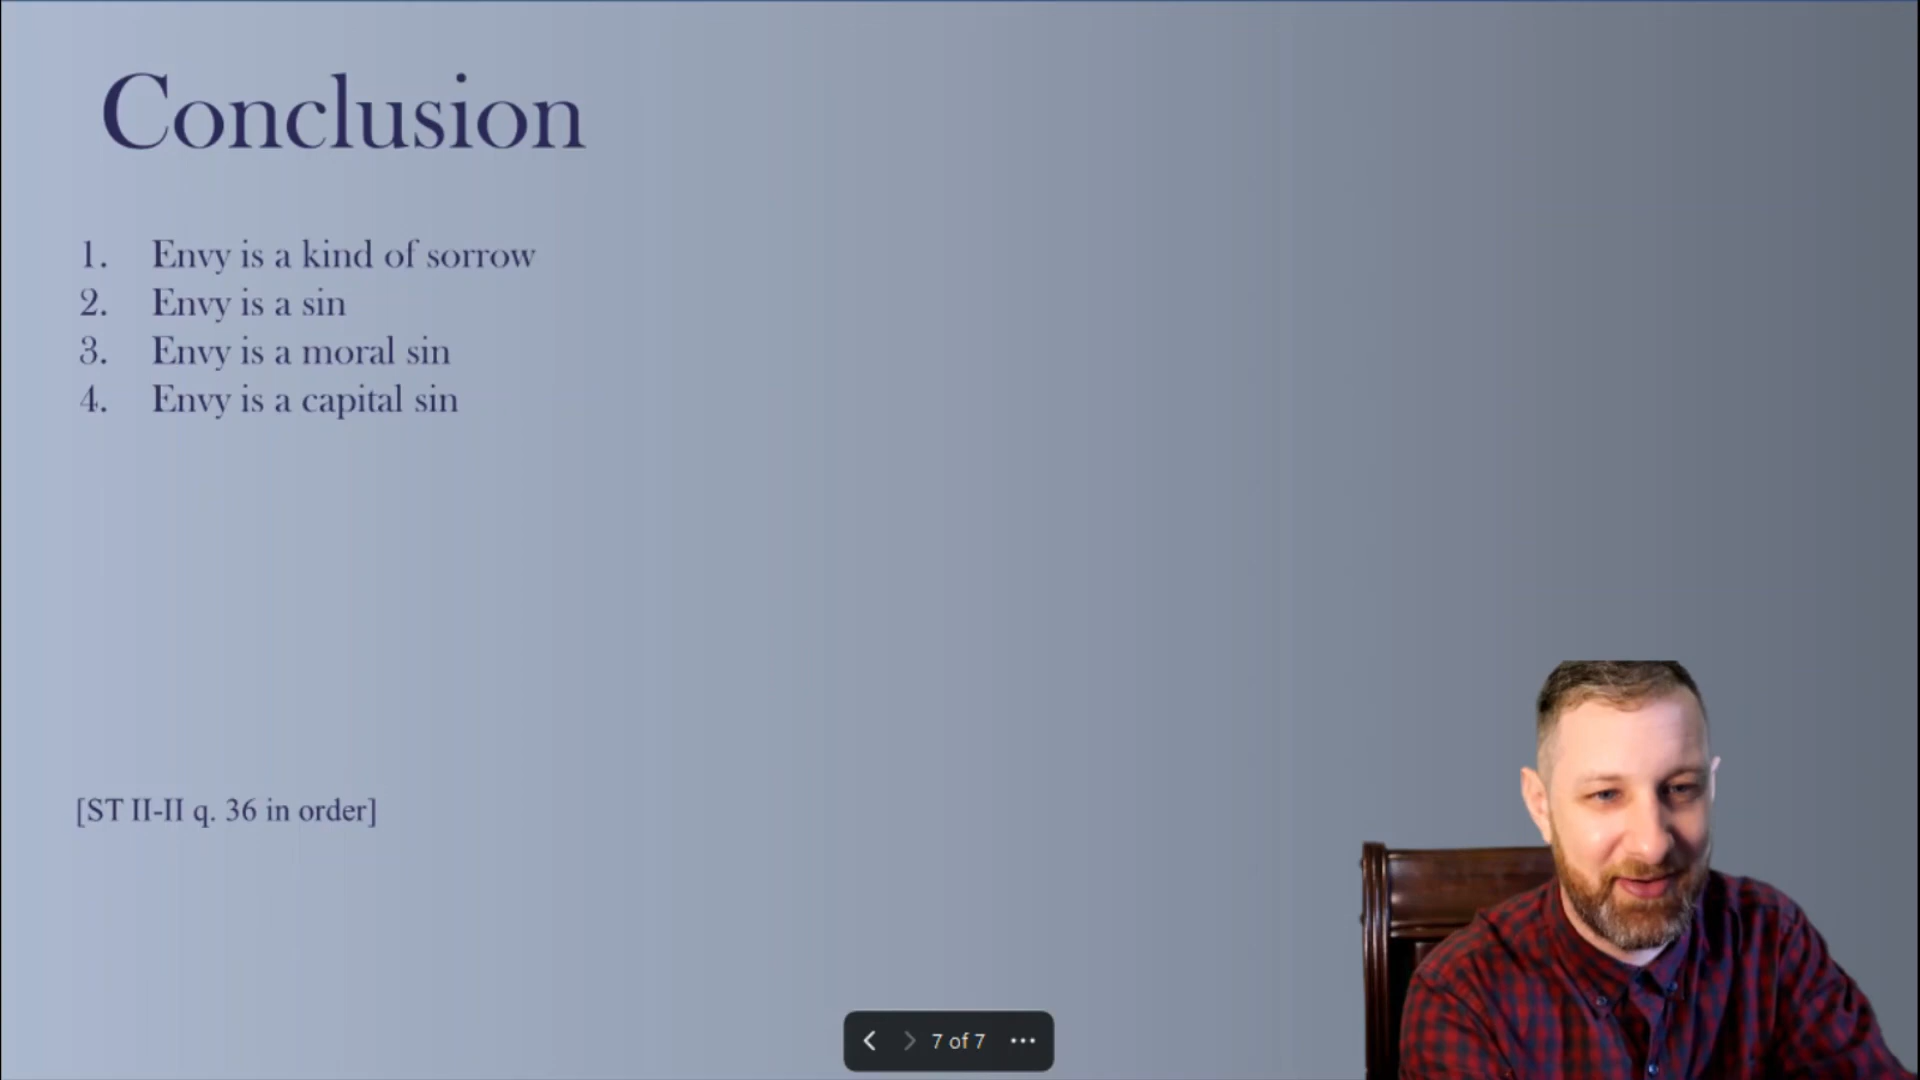 Conclusion
1. Envy is a kind of sorrow
2. Envy is a sin
3. Envy is a moral sin
4. Envy is a capital sin
[ST II-II q. 36 in order]
7 of 7